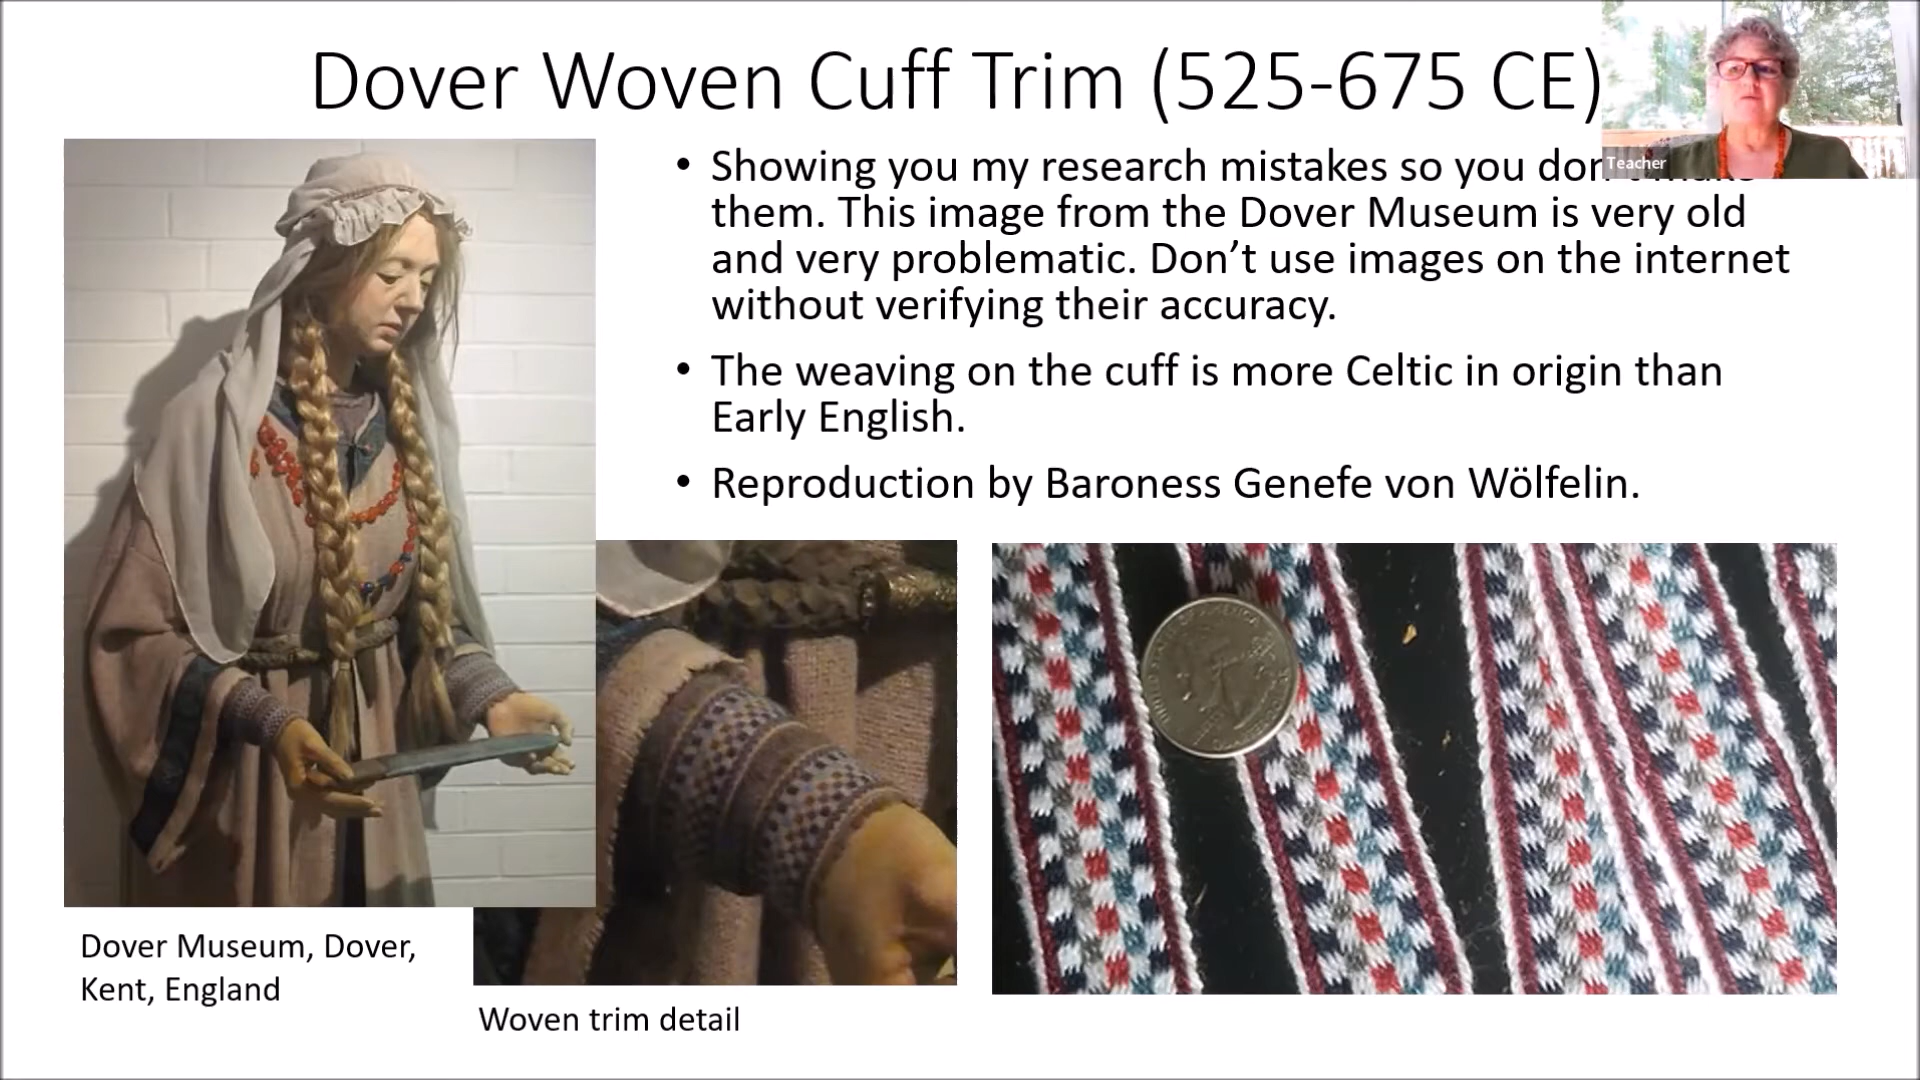 Dover Woven Cuff Trim (525-675 CE)
Teacher
• Showing you my research mistakes so you
them. This image from the Dover Museum is very old
and very problematic. Don’t use images on the internet
without verifying their accuracy.
• The weaving on the cuff is more Celtic in origin than
Early English.
• Reproduction by Baroness Genefe von Wölfelin.
Dover Museum, Dover,
Kent, England
Woven trim detail